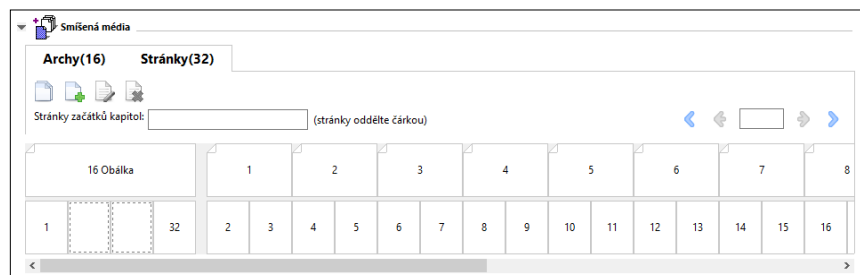 Smíšená média
Archy(16) Stránky(32)
Stránky začátků kapitol: (stránky oddělte čárkou)
16 Obálka 1 2 3 4 5 6 7 8
1 32 2 3 4 5 6 7 8 9 10 11 12 13 14 15 16